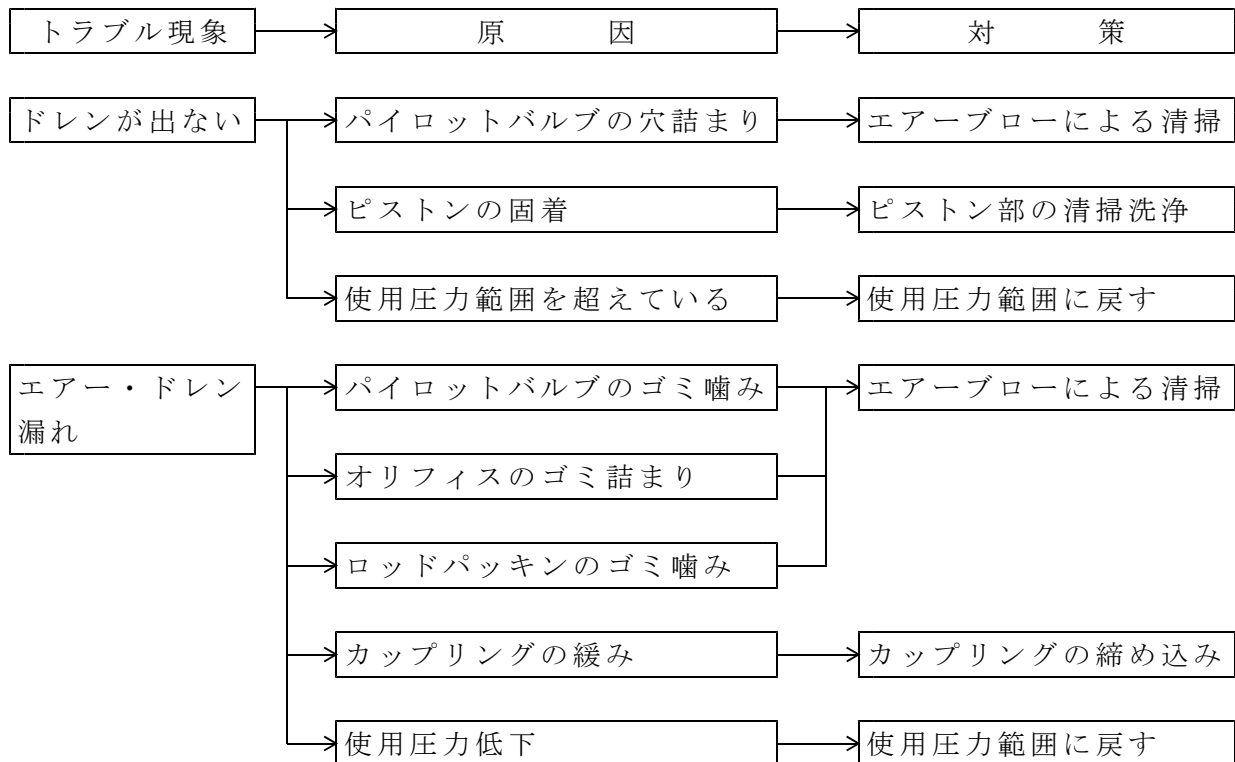 トラブル現象
原因
対策
ドレンが出ない
パイロットバルブの穴詰まり
エアーブローによる清掃
ピストンの固着
ピストン部の清掃洗浄
使用圧力範囲を超えている
使用圧力範囲に戻す
エアー・ドレン
漏れ
パイロットバルブのゴミ噛み
エアーブローによる清掃
オリフィスのゴミ詰まり
ロッドパッキンのゴミ噛み
カップリングの緩み
カップリングの締め込み
使用圧力低下
使用圧力範囲に戻す